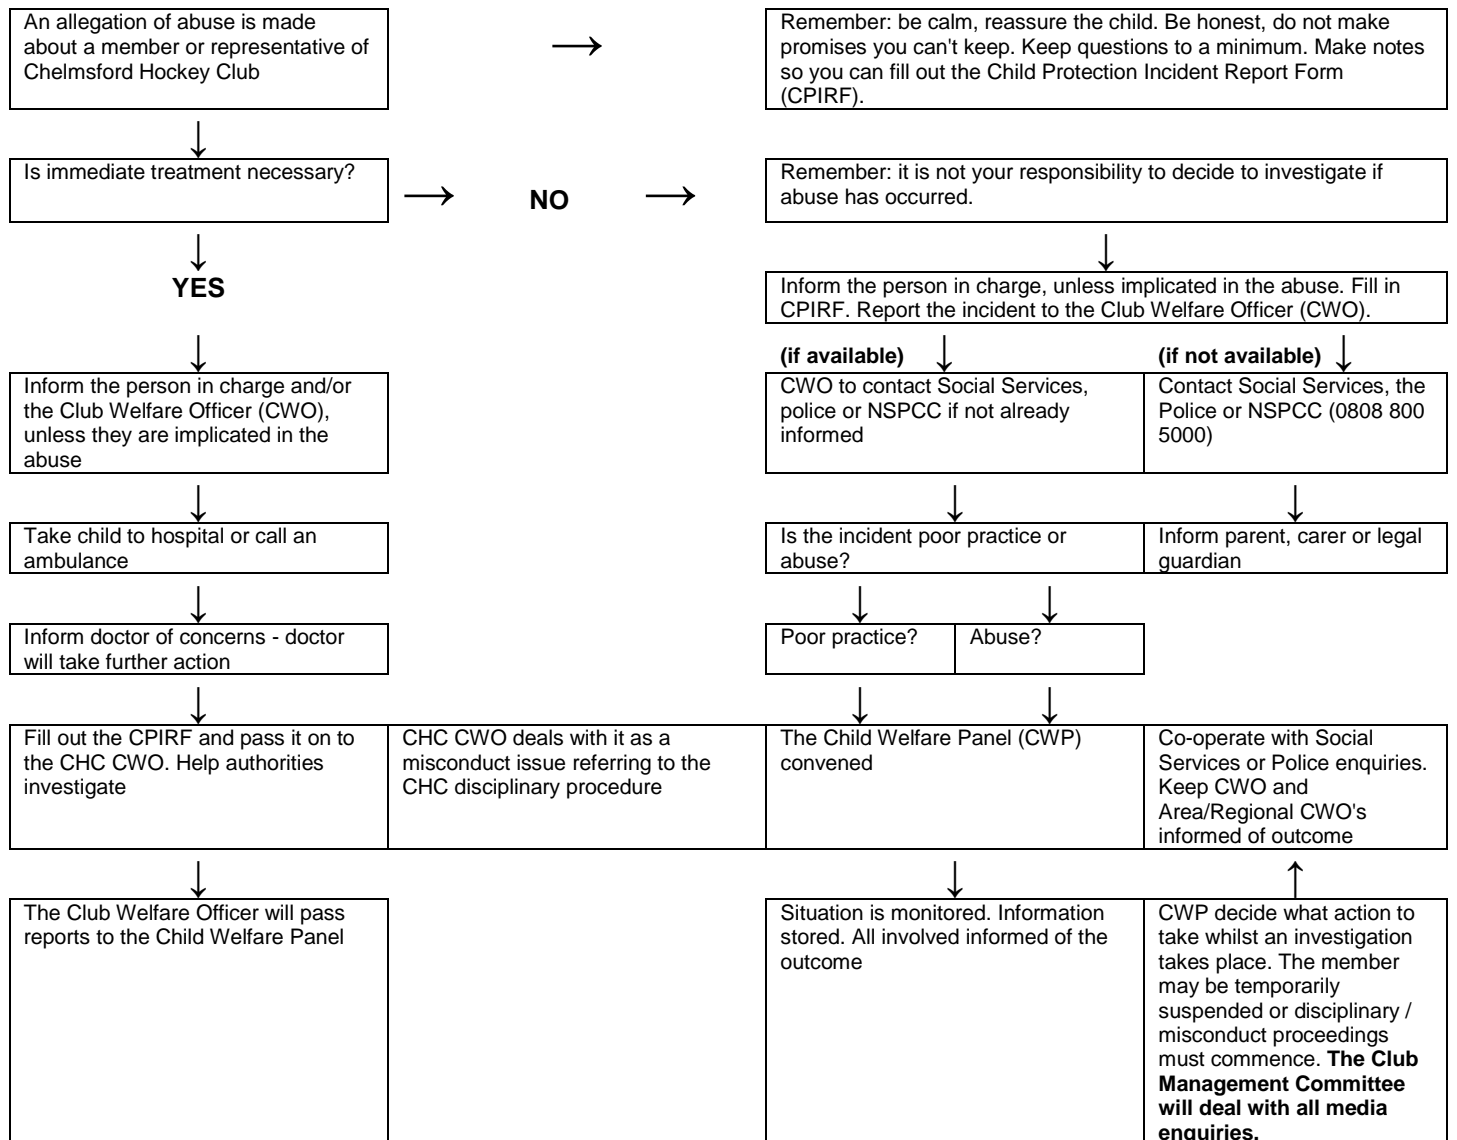 An allegation of abuse is made
about a member or representative of
Chelmsford Hockey Club
Remember: be calm, reassure the child. Be honest, do not make
promises you can't keep. Keep questions to a minimum. Make notes
so you can fill out the Child Protection Incident Report Form
(CPIRF).
Is immediate treatment necessary?
NO
Remember: it is not your responsibility to decide to investigate if
abuse has occurred.
YES
Inform the person in charge, unless implicated in the abuse. Fill in
CPIRF. Report the incident to the Club Welfare Officer (CWO).
(if available)
(if not available)
Inform the person in charge and/or
the Club Welfare Officer (CWO),
unless they are implicated in the
abuse
CWO to contact Social Services,
police or NSPCC if not already
informed
Contact Social Services, the
Police or NSPCC (0808 800
5000)
Take child to hospital or call an
ambulance
Is the incident poor practice or
abuse?
Inform parent, carer or legal
guardian
Inform doctor of concerns - doctor
will take further action
Poor practice?
Abuse?
Fill out the CPIRF and pass it on to
the CHC CWO. Help authorities
investigate
CHC CWO deals with it as a
misconduct issue referring to the
CHC disciplinary procedure
The Child Welfare Panel (CWP)
convened
Co-operate with Social
Services or Police enquiries.
Keep CWO and
Area/Regional CWO's
informed of outcome
The Club Welfare Officer will pass
reports to the Child Welfare Panel
Situation is monitored. Information
stored. All involved informed of the
outcome
CWP decide what action to
take whilst an investigation
takes place. The member
may be temporarily
suspended or disciplinary /
misconduct proceedings
must commence. The Club
Management Committee
will deal with all media
enquiries.